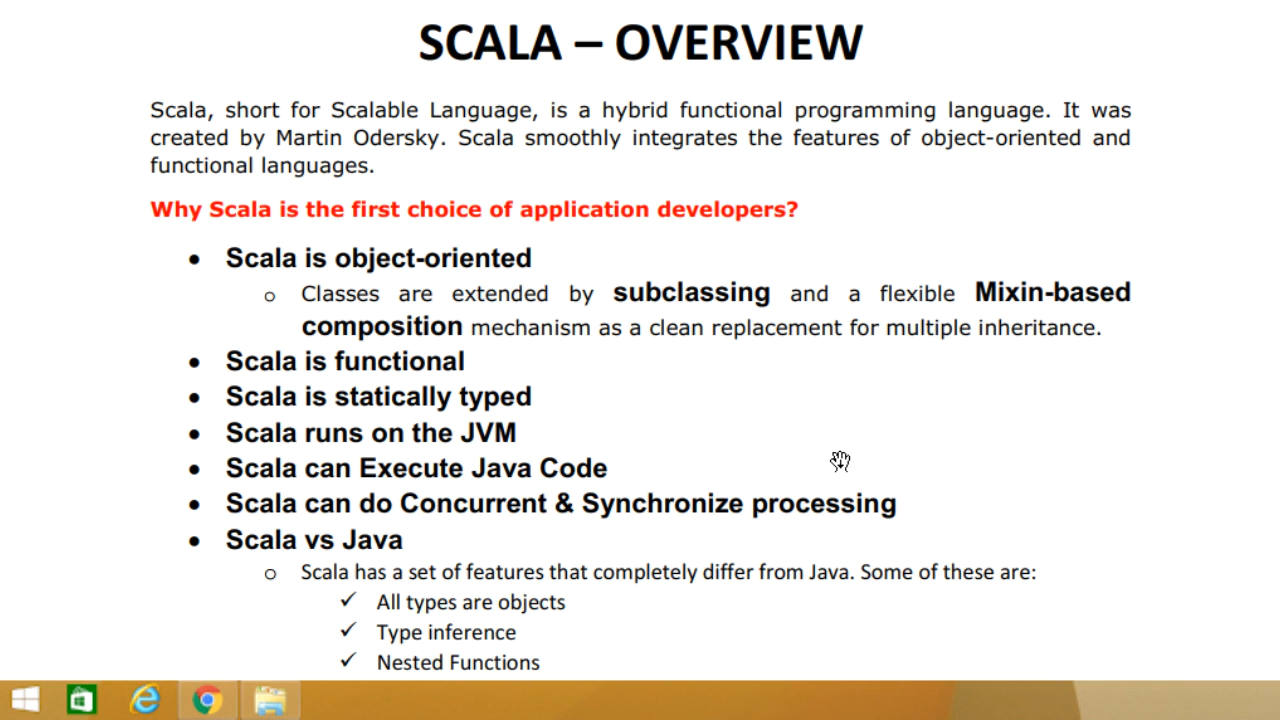 SCALA – OVERVIEW
Scala, short for Scalable Language, is a hybrid functional programming language. It was
created by Martin Odersky. Scala smoothly integrates the features of object-oriented and
functional languages.
Why Scala is the first choice of application developers?
• Scala is object-oriented
o Classes are extended by subclassing and a flexible Mixin-based
composition mechanism as a clean replacement for multiple inheritance.
• Scala is functional
• Scala is statically typed
• Scala runs on the JVM
• Scala can Execute Java Code
• Scala can do Concurrent & Synchronize processing
• Scala vs Java
o Scala has a set of features that completely differ from Java. Some of these are:
✓ All types are objects
✓ Type inference
✓ Nested Functions